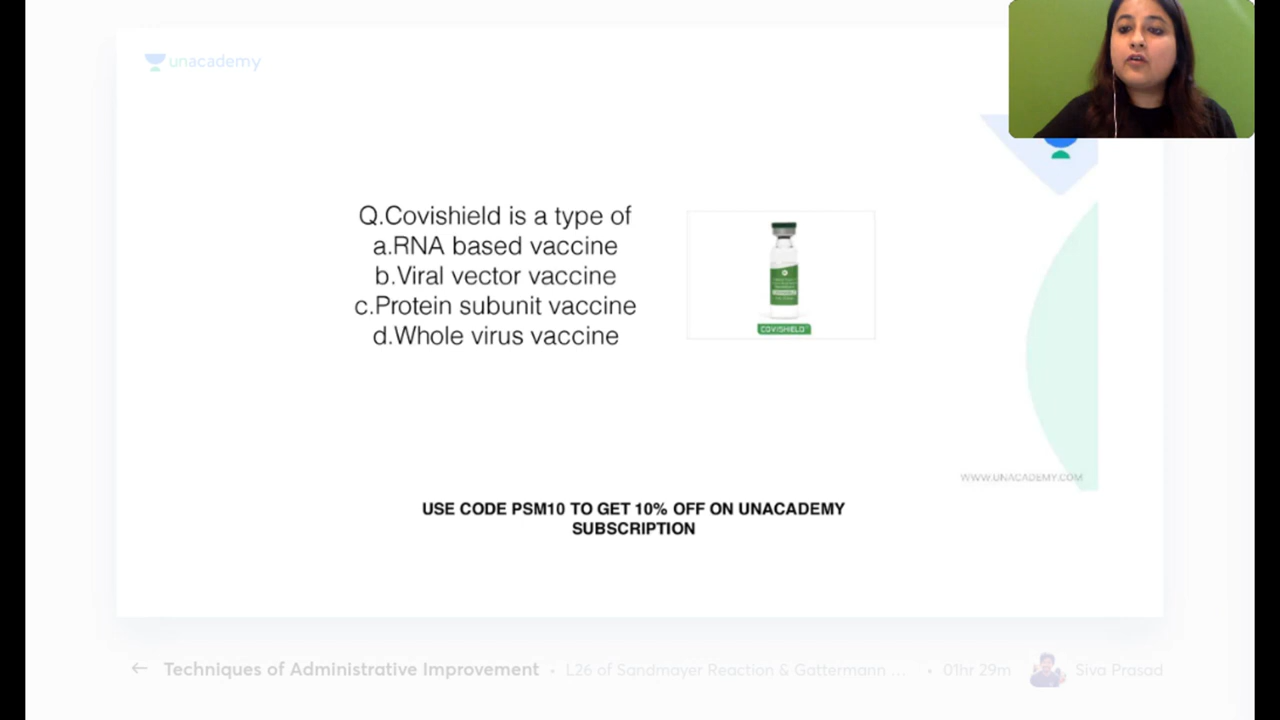 unacademy
Q.Covishield is a type of
a.RNA based vaccine
b.Viral vector vaccine
c.Protein subunit vaccine
d.Whole virus vaccine
COVISHIELD
WWW.UNACADEMY.COM
USE CODE PSM10 TO GET 10% OFF ON UNACADEMY
SUBSCRIPTION
Techniques of Administrative Improvement • L26 of Sandmayer Reaction & Gattermann ... • 01hr 29m Siva Prasad